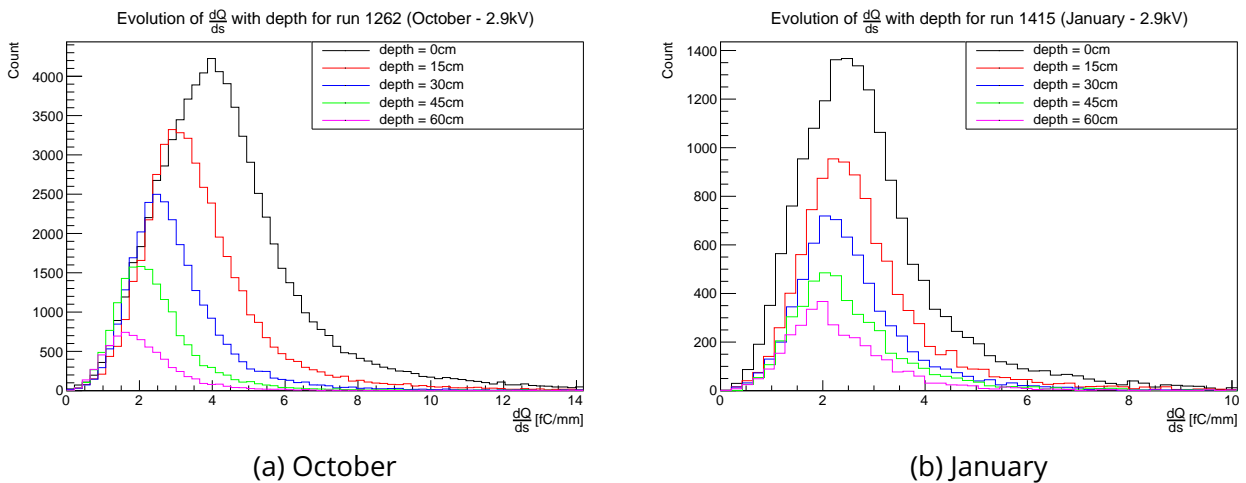 Evolution of dQ/ds with depth for run 1262 (October - 2.9kV)
Count
depth = 0cm
depth = 15cm
depth = 30cm
depth = 45cm
depth = 60cm
4000
3500
3000
2500
2000
1500
1000
500
0
0 2 4 6 8 10 12 14
dQ/ds [fC/mm]
(a) October
Evolution of dQ/ds with depth for run 1415 (January - 2.9kV)
Count
depth = 0cm
depth = 15cm
depth = 30cm
depth = 45cm
depth = 60cm
1400
1200
1000
800
600
400
200
0
0 2 4 6 8 10
dQ/ds [fC/mm]
(b) January